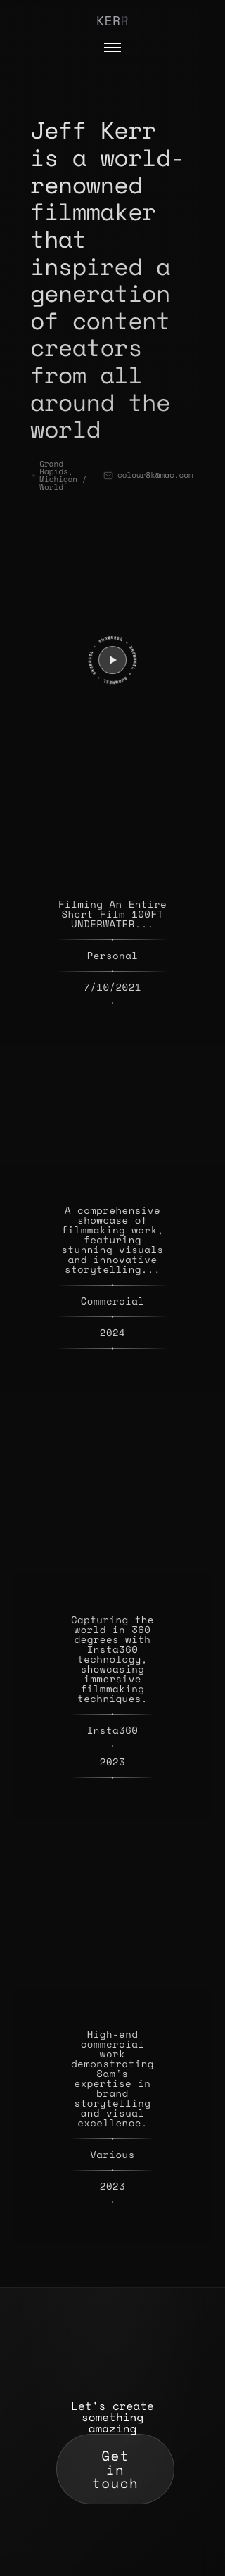 KERR
Jeff Kerr
is a world-
renowned
filmmaker
that
inspired a
generation
of content
creators
from all
around the
world
Grand
Rapids,
Michigan /
World
colour8k@mac.com
SHOWREEL • SHOWREEL • SHOWREEL • SHOWREEL •
Filming An Entire
Short Film 100FT
UNDERWATER...
Personal
7/10/2021
A comprehensive
showcase of
filmmaking work,
featuring
stunning visuals
and innovative
storytelling...
Commercial
2024
Capturing the
world in 360
degrees with
Insta360
technology,
showcasing
immersive
filmmaking
techniques.
Insta360
2023
High-end
commercial
work
demonstrating
Sam's
expertise in
brand
storytelling
and visual
excellence.
Various
2023
Let's create
something
amazing
Get
in
touch